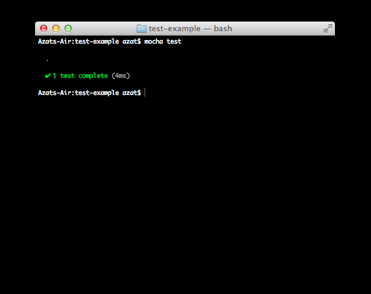 test-example — bash
Azats-Air:test-example azat$ mocha test
.
✔ 1 test complete (4ms)
Azats-Air:test-example azat$